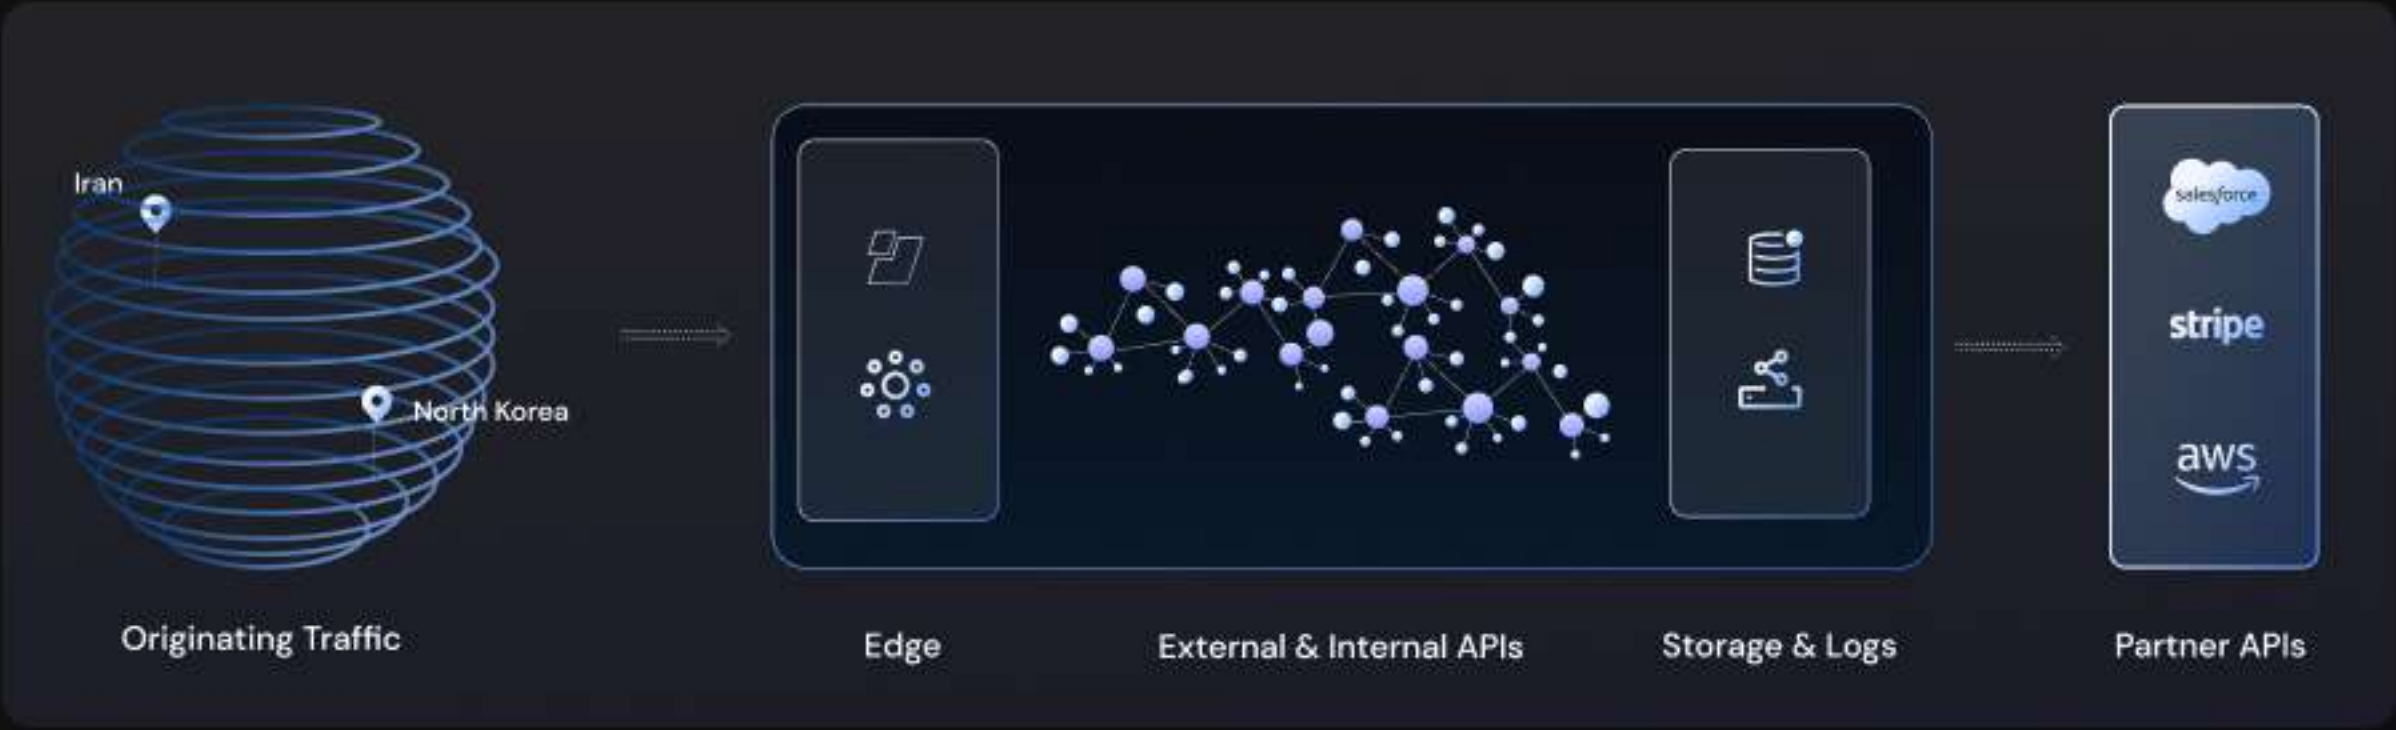 Iran
North Korea
salesforce
stripe
aws
Originating Traffic
Edge
External & Internal APIs
Storage & Logs
Partner APIs